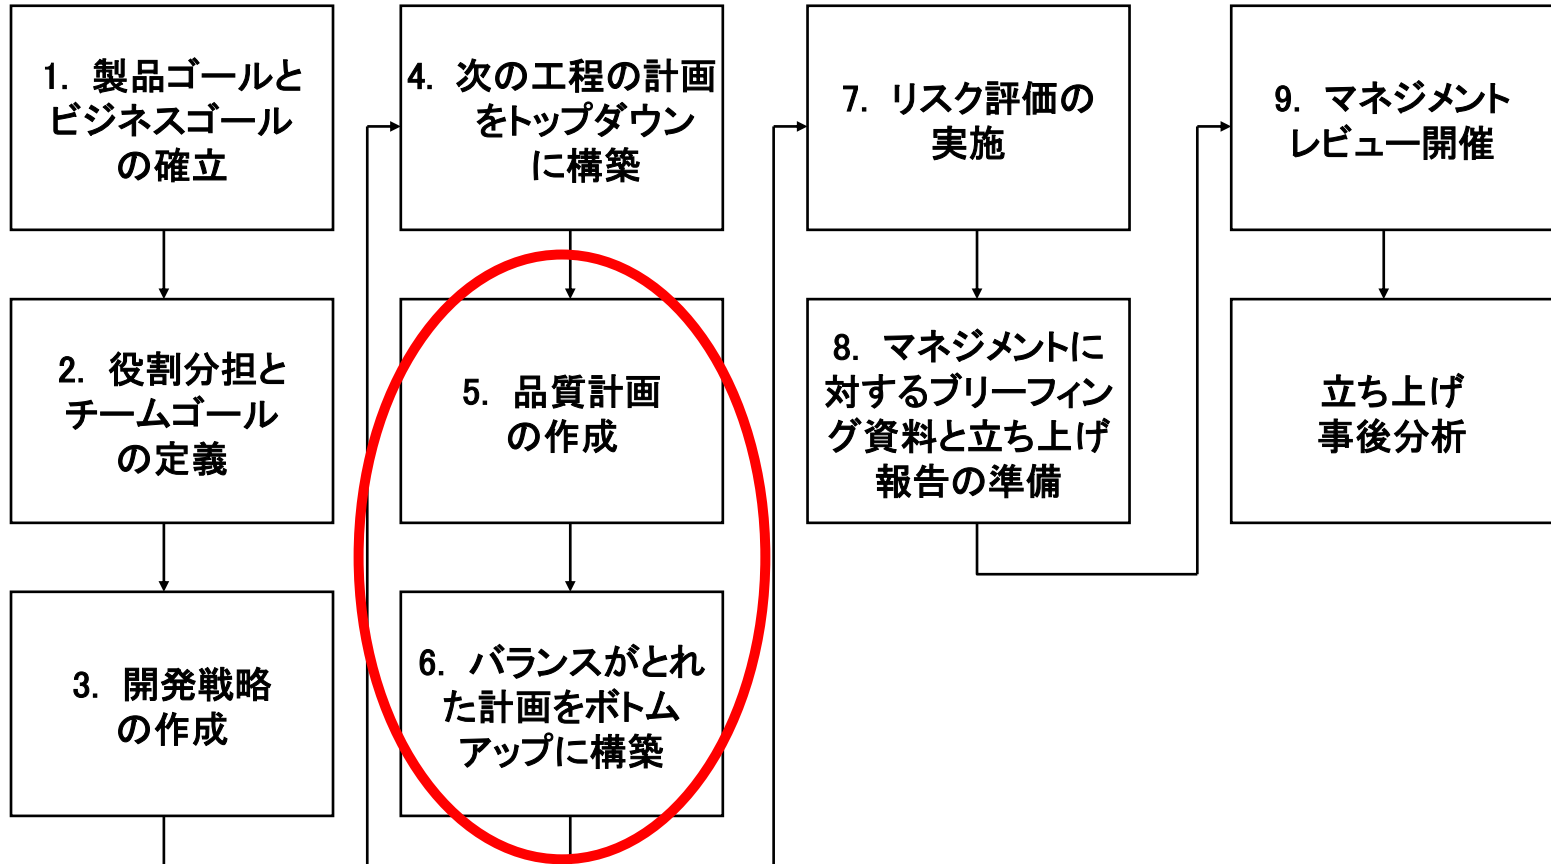 1. 製品ゴールと
ビジネスゴール
の確立
2. 役割分担と
チームゴール
の定義
3. 開発戦略
の作成
4. 次の工程の計画
をトップダウン
に構築
5. 品質計画
の作成
6. バランスがとれ
た計画をボトム
アップに構築
7. リスク評価の
実施
8. マネジメントに
対するブリーフィン
グ資料と立ち上げ
報告の準備
9. マネジメント
レビュー開催
立ち上げ
事後分析